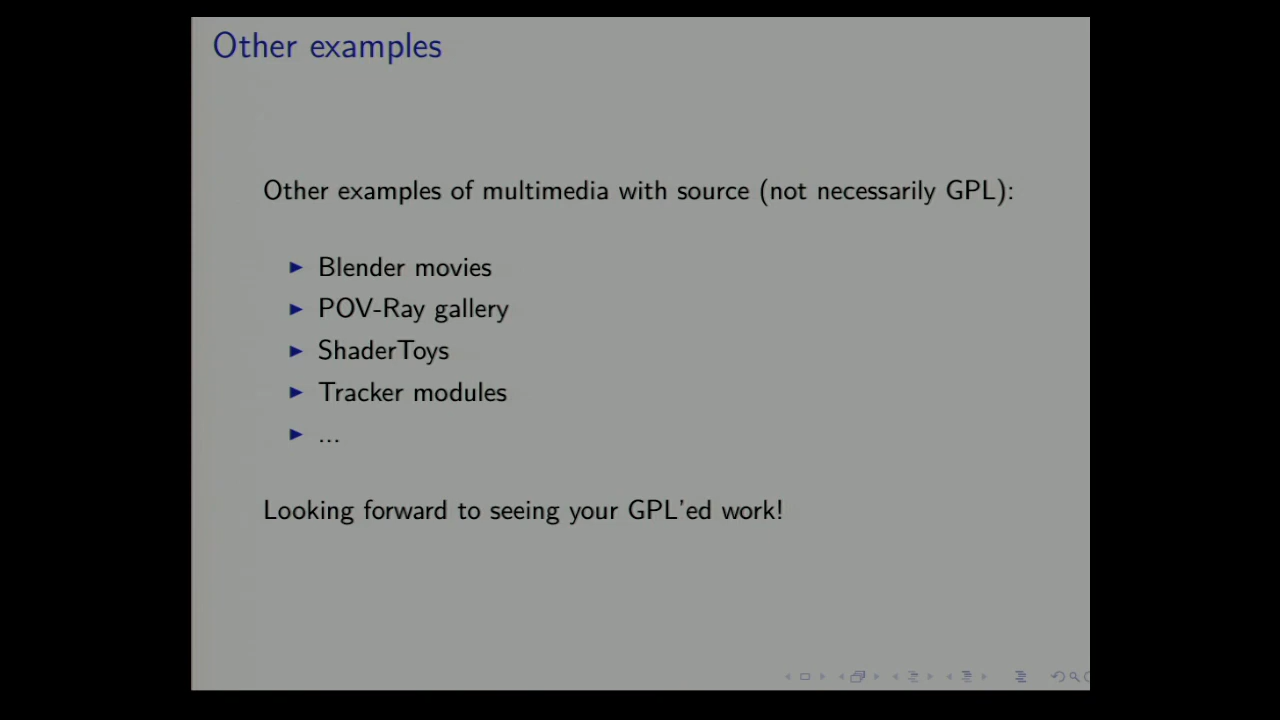 Other examples
Other examples of multimedia with source (not necessarily GPL):
Blender movies
POV-Ray gallery
ShaderToys
Tracker modules
...
Looking forward to seeing your GPL'ed work!